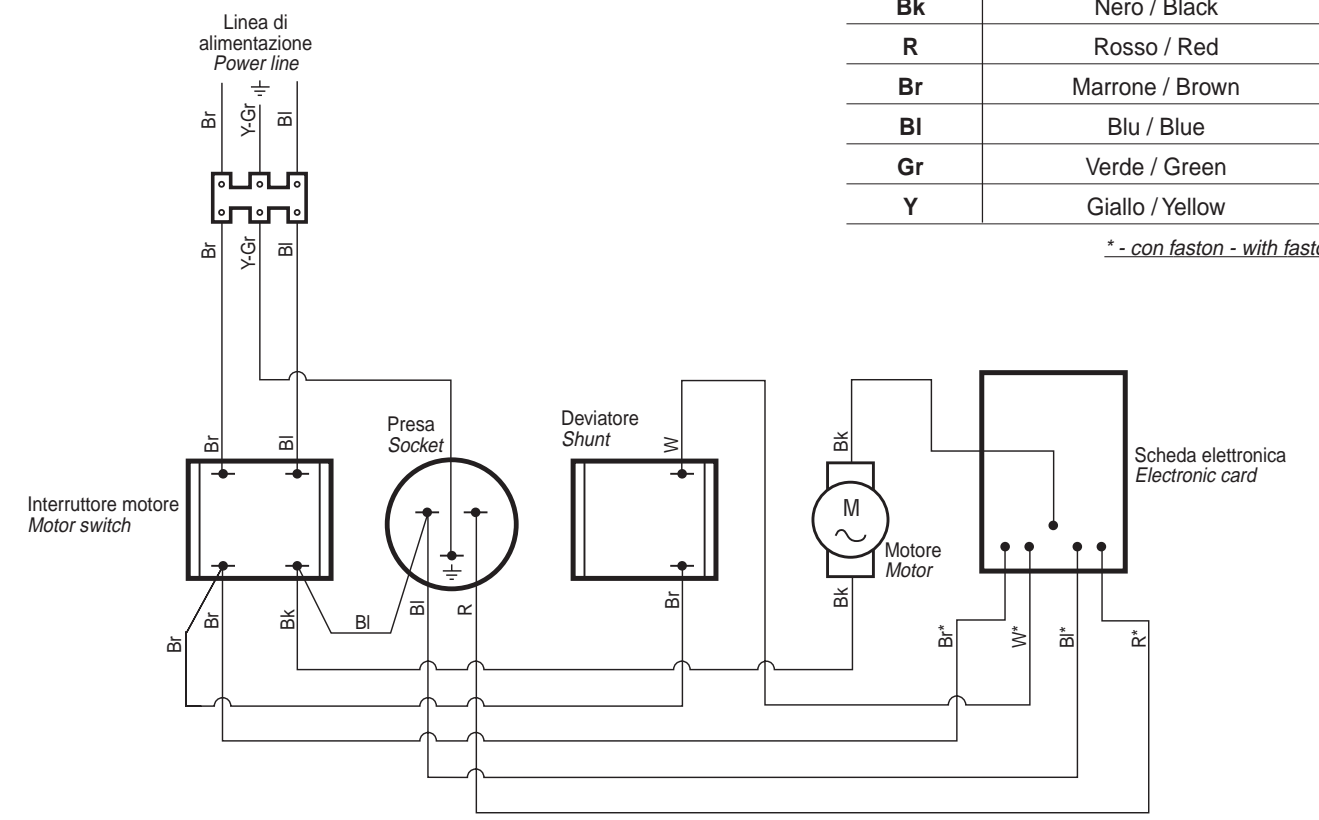 Linea di
alimentazione
Power line
Bk Nero / Black
R Rosso / Red
Br Marrone / Brown
Bl Blu / Blue
Gr Verde / Green
Y Giallo / Yellow
* - con faston - with
Br Y-Gr Bl
Br Y-Gr Bl
Br Bl
Presa
Socket
Deviatore
Shunt
W
Bk
Scheda elettronica
Electronic card
Interruttore motore
Motor switch
M
Motore
Motor
Br Br Bk Bl Bl R Br Bk Br* W* Bl* R*